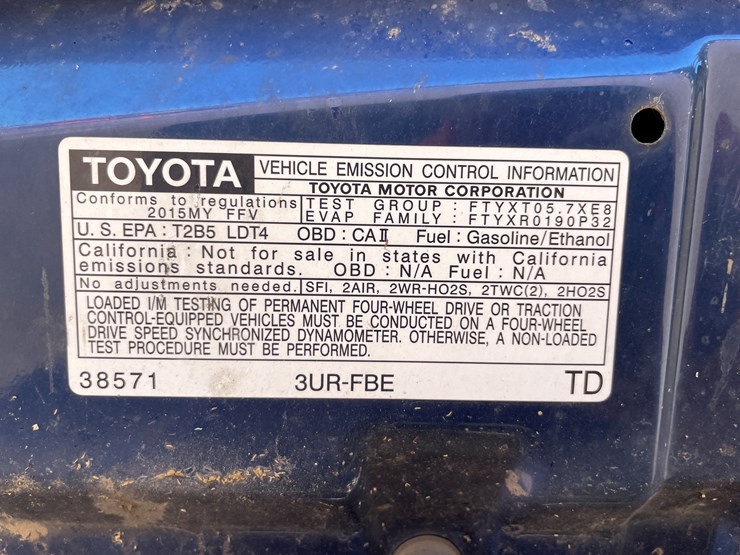 TOYOTA VEHICLE EMISSION CONTROL INFORMATION
TOYOTA MOTOR CORPORATION
Conforms to regulations
2015MY FFV
TEST GROUP : FTYXT05.7XE8
EVAP FAMILY : FTYXR0190P32
U.S. EPA : T2B5 LDT4 OBD : CAⅡ Fuel : Gasoline/Ethanol
California : Not for sale in states with California
emissions standards. OBD : N/A Fuel : N/A
No adjustments needed. SFI, 2AIR, 2WR-HO2S, 2TWC(2), 2HO2S
LOADED I/M TESTING OF PERMANENT FOUR-WHEEL DRIVE OR TRACTION
CONTROL-EQUIPPED VEHICLES MUST BE CONDUCTED ON A FOUR-WHEEL
DRIVE SPEED SYNCHRONIZED DYNAMOMETER. OTHERWISE, A NON-LOADED
TEST PROCEDURE MUST BE PERFORMED.
38571 3UR-FBE TD